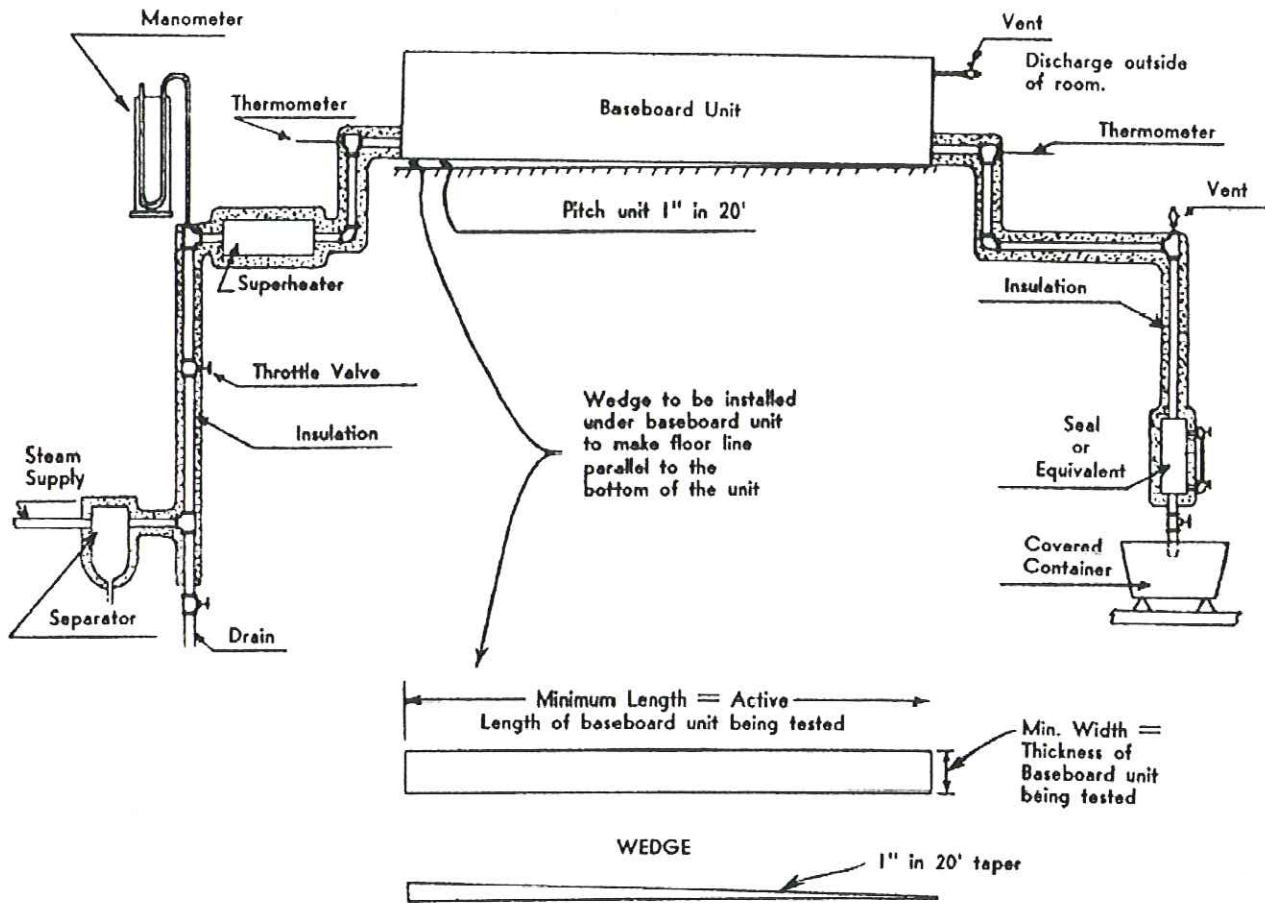 Manometer
Vent
Discharge outside
of room.
Thermometer
Baseboard Unit
Thermometer
Vent
Pitch unit 1" in 20'
Superheater
Insulation
Throttle Valve
Wedge to be installed
under baseboard unit
to make floor line
parallel to the
bottom of the unit
Insulation
Seal
or
Equivalent
Steam
Supply
Covered
Container
Separator
Drain
Minimum Length = Active
Length of baseboard unit being tested
Min. Width =
Thickness of
Baseboard unit
being tested
WEDGE
1" in 20' taper